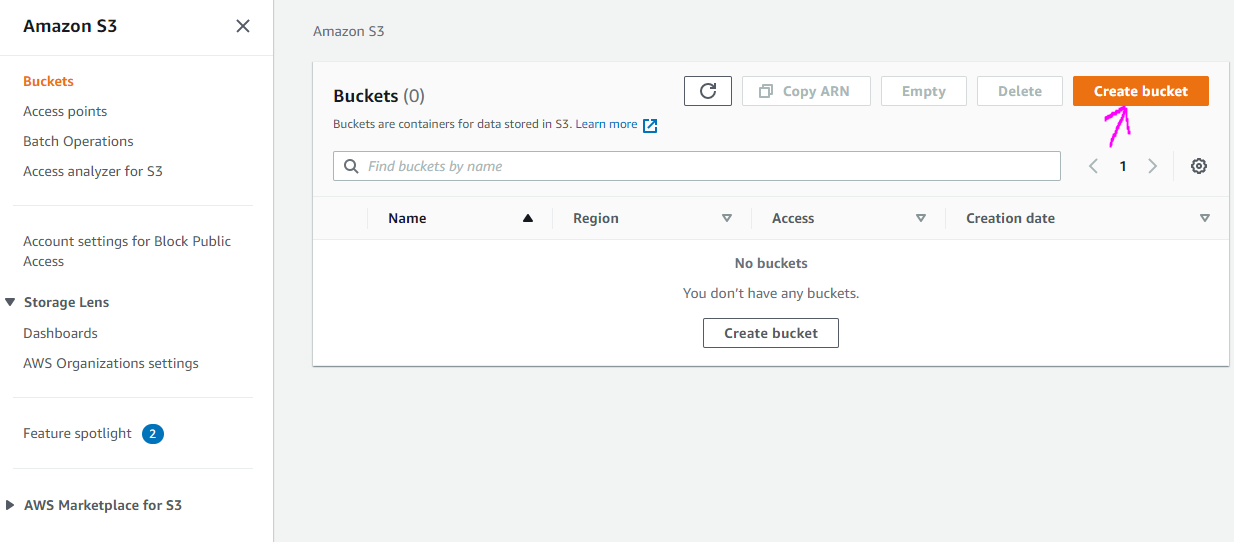 Amazon S3
Buckets
Access points
Batch Operations
Access analyzer for S3
Account settings for Block Public
Access
Storage Lens
Dashboards
AWS Organizations settings
Feature spotlight 2
AWS Marketplace for S3
Amazon S3
Buckets (0)
Copy ARN Empty Delete Create bucket
Buckets are containers for data stored in S3. Learn more
Find buckets by name 1
Name Region Access Creation date
No buckets
You don't have any buckets.
Create bucket